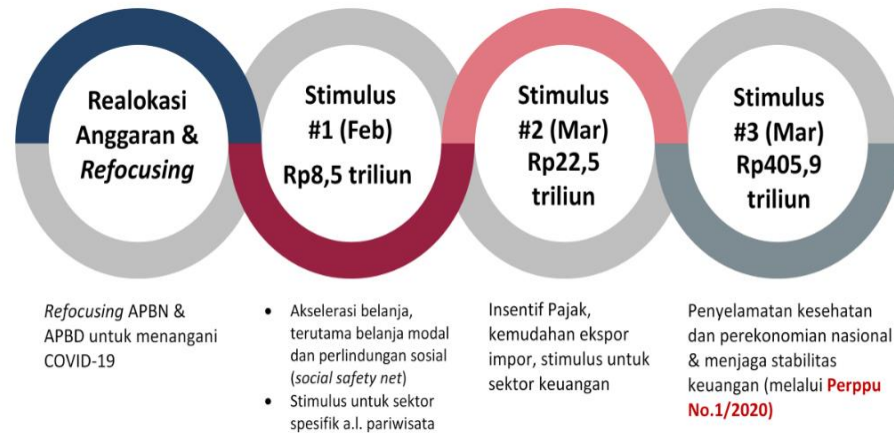 Realokasi
Anggaran &
Refocusing
Stimulus
#1 (Feb)
Rp8,5 triliun
Stimulus
#2 (Mar)
Rp22,5
triliun
Stimulus
#3 (Mar)
Rp405,9
triliun
Refocusing APBN &
APBD untuk menangani
COVID-19
• Akselerasi belanja,
terutama belanja modal
dan perlindungan sosial
(social safety net)
• Stimulus untuk sektor
spesifik a.l. pariwisata
Insentif Pajak,
kemudahan ekspor
impor, stimulus untuk
sektor keuangan
Penyelamatan kesehatan
dan perekonomian nasional
& menjaga stabilitas
keuangan (melalui Perppu
No.1/2020)